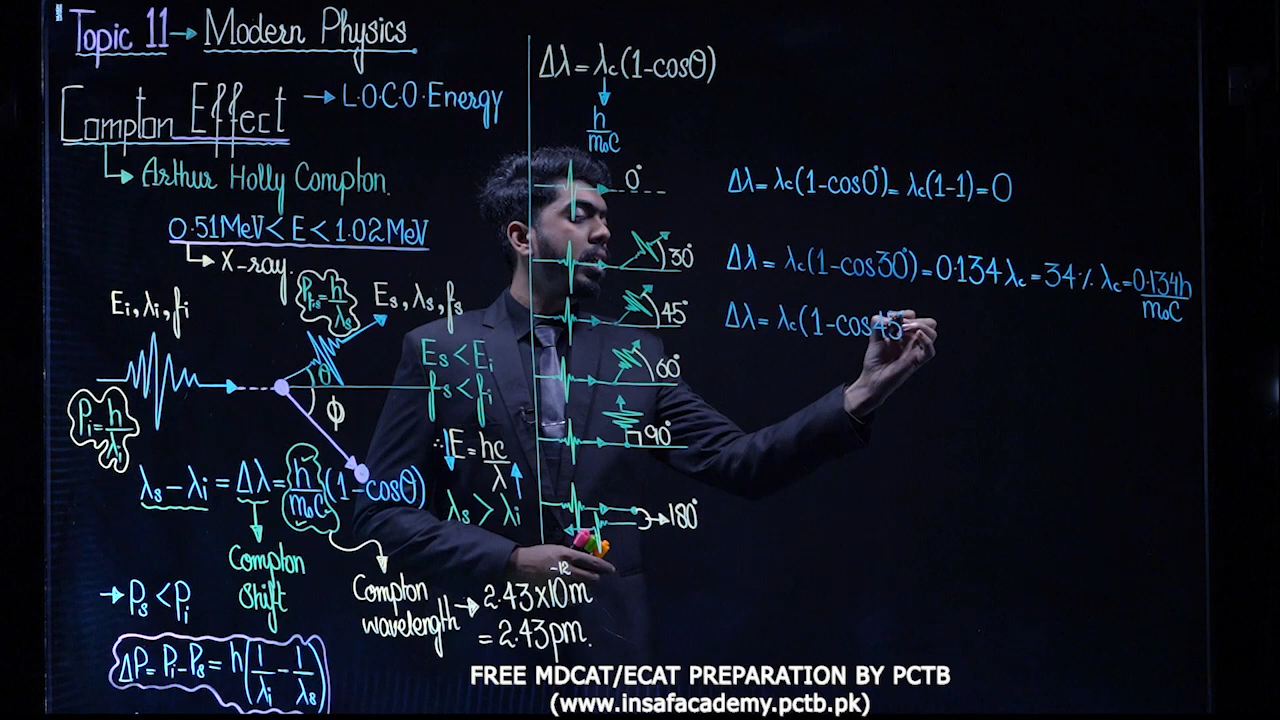 Topic 11 → Modern Physics
Compton Effect → L.O.C.O.Energy
Arthur Holly Compton.
0.51MeV < E < 1.02MeV
X-ray.
Pₛ = h/λₛ
Eᵢ, λᵢ, fᵢ
Eₛ, λₛ, fₛ
θ
Φ
Pᵢ = h/λᵢ
Eₛ < Eᵢ
fₛ < fᵢ
∴ E = hc/λ
λₛ > λᵢ
λₛ − λᵢ = Δλ = h/m₀c (1-cosθ)
Compton
Shift
Compton
wavelength → 2.43x10⁻¹²m
= 2.43pm.
→ Pₛ < Pᵢ
ΔP = Pᵢ - Pₛ = h(1/λᵢ - 1/λₛ)
Δλ = λc(1-cosθ)
h/m₀c
0°
30°
45°
60°
90°
180°
Δλ = λc(1-cos0°) = λc(1-1) = 0
Δλ = λc(1-cos30°) = 0.134 λc = 34% λc = 0.134h/m₀c
Δλ = λc(1-cos45°
FREE MDCAT/ECAT PREPARATION BY PCTB
(www.insafacademy.pctb.pk)